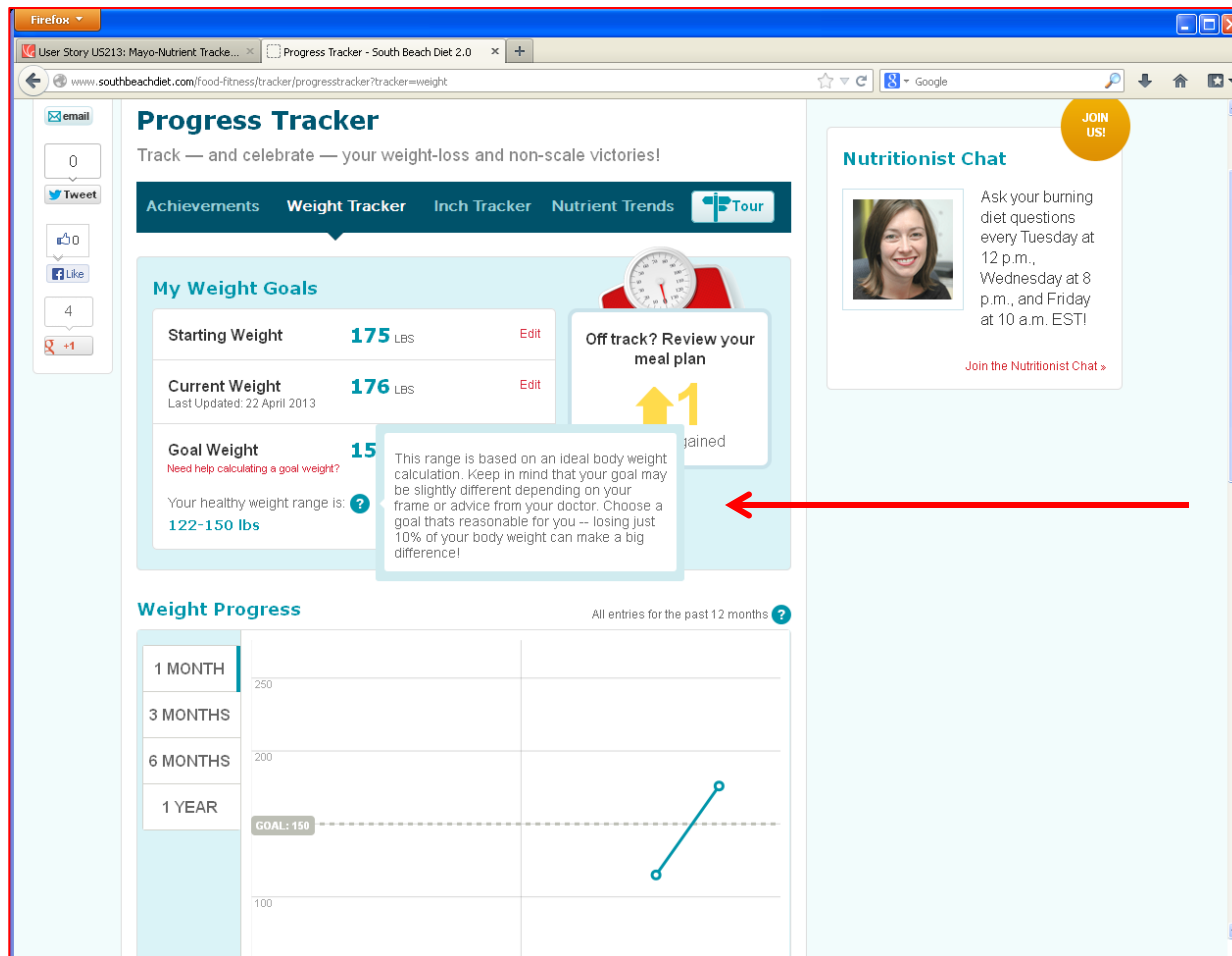 Firefox
User Story US213: Mayo-Nutrient Tracke...
Progress Tracker - South Beach Diet 2.0
www.southbeachdiet.com/food-fitness/tracker/progresstracker?tracker=weight
Google
email
0
Tweet
0
Like
4
+1
Progress Tracker
Track — and celebrate — your weight-loss and non-scale victories!
Achievements Weight Tracker Inch Tracker Nutrient Trends Tour
My Weight Goals
Starting Weight 175 LBS Edit
Current Weight 176 LBS Edit
Last Updated: 22 April 2013
Goal Weight 15
Need help calculating a goal weight?
Your healthy weight range is: ?
122-150 lbs
Off track? Review your
meal plan
1
gained
This range is based on an ideal body weight
calculation. Keep in mind that your goal may
be slightly different depending on your
frame or advice from your doctor. Choose a
goal thats reasonable for you -- losing just
10% of your body weight can make a big
difference!
Weight Progress
All entries for the past 12 months ?
1 MONTH
3 MONTHS
6 MONTHS
1 YEAR
250
200
GOAL: 150
100
JOIN
US!
Nutritionist Chat
Ask your burning
diet questions
every Tuesday at
12 p.m.,
Wednesday at 8
p.m., and Friday
at 10 a.m. EST!
Join the Nutritionist Chat »